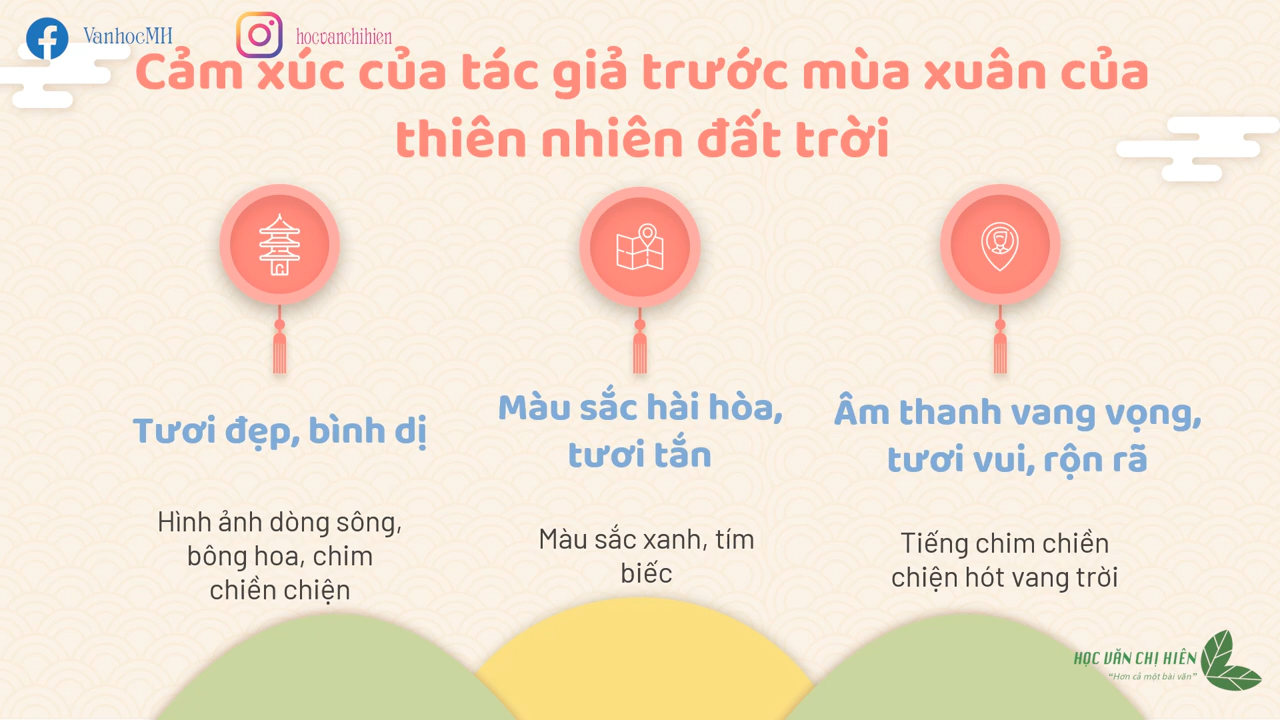 VanhocMH
hocvanchihien
Cảm xúc của tác giả trước mùa xuân của
thiên nhiên đất trời
Tươi đẹp, bình dị
Hình ảnh dòng sông,
bông hoa, chim
chiền chiện
Màu sắc hài hòa,
tươi tắn
Màu sắc xanh, tím
biếc
Âm thanh vang vọng,
tươi vui, rộn rã
Tiếng chim chiền
chiện hót vang trời
HỌC VĂN CHỊ HIÊN
"Hơn cả một bài văn"